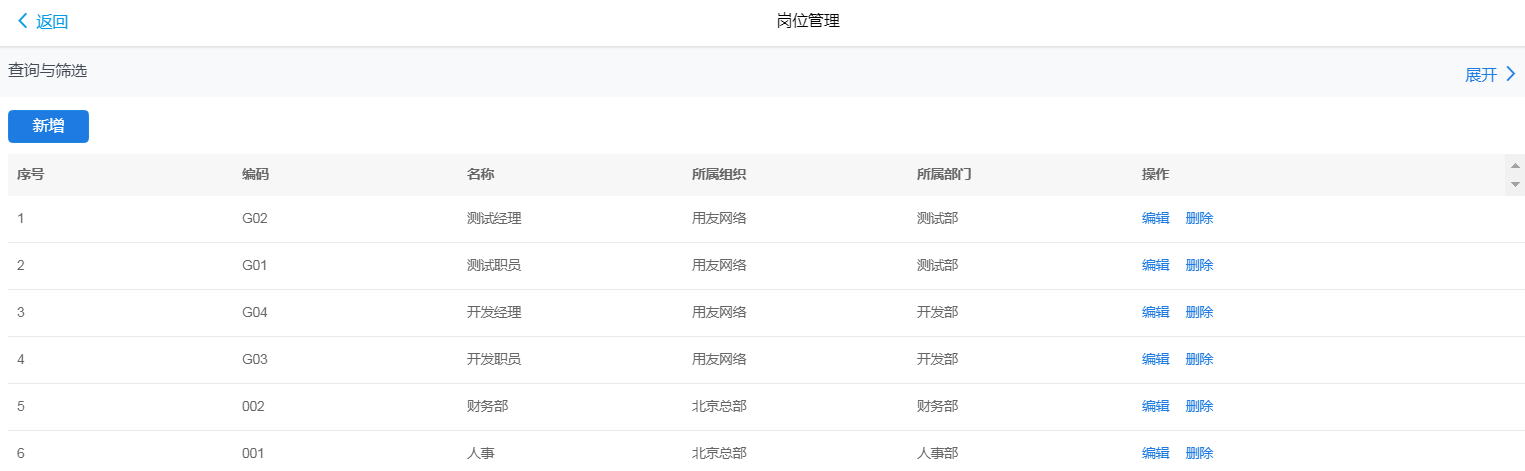 返回
岗位管理
查询与筛选
展开
新增
序号 编码 名称 所属组织 所属部门 操作
1 G02 测试经理 用友网络 测试部 编辑 删除
2 G01 测试职员 用友网络 测试部 编辑 删除
3 G04 开发经理 用友网络 开发部 编辑 删除
4 G03 开发职员 用友网络 开发部 编辑 删除
5 002 财务部 北京总部 财务部 编辑 删除
6 001 人事 北京总部 人事部 编辑 删除